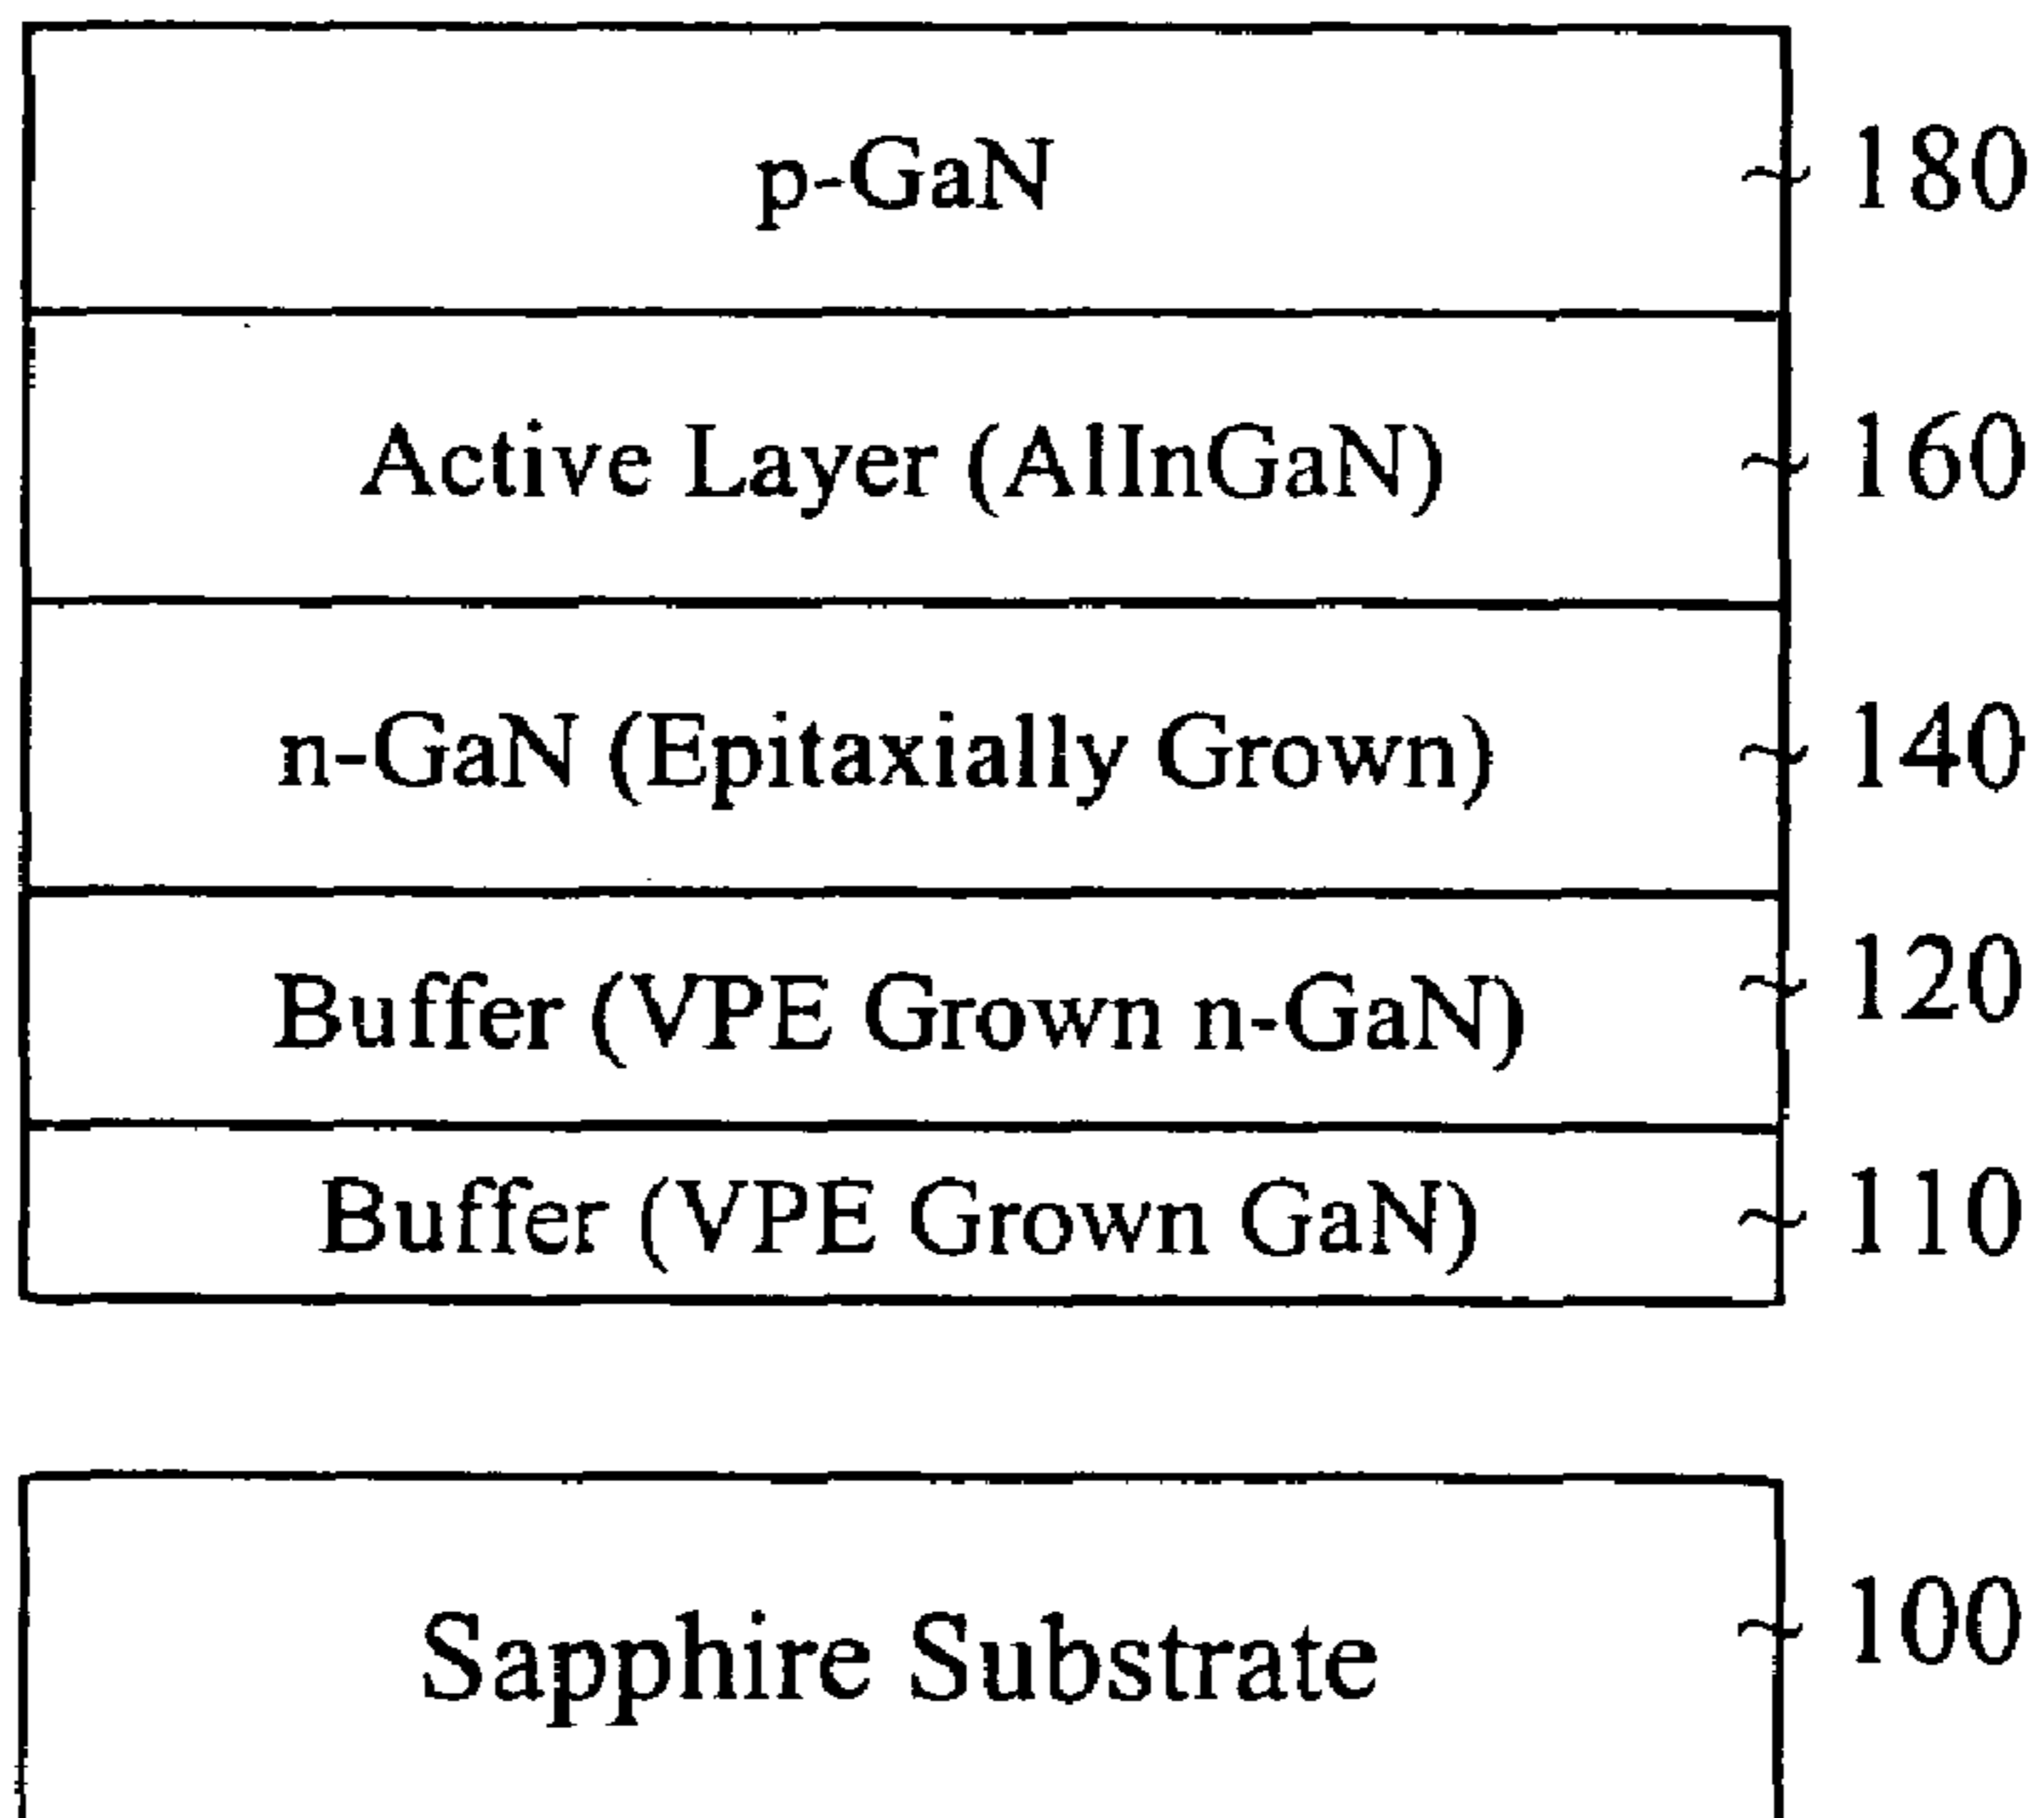 p-GaN 180
Active Layer (AlInGaN) 160
n-GaN (Epitaxially Grown) 140
Buffer (VPE Grown n-GaN) 120
Buffer (VPE Grown GaN) 110
Sapphire Substrate 100